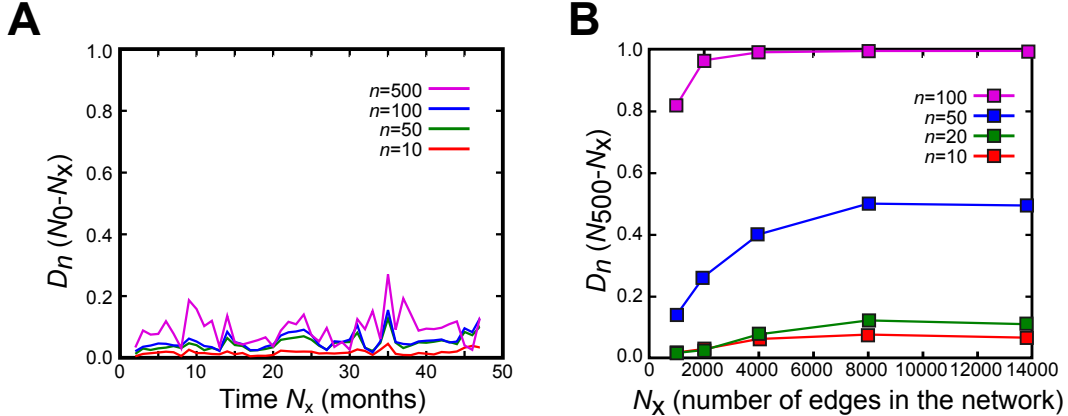 A
1.0
0.8
0.6
0.4
0.2
0.0
0
10
20
30
40
50
Dn (N0-Nx)
Time Nx (months)
n=500
n=100
n=50
n=10
B
1.0
0.8
0.6
0.4
0.2
0.0
0
2000
4000
6000
8000
10000
12000
14000
Dn (N500-Nx)
Nx (number of edges in the network)
n=100
n=50
n=20
n=10